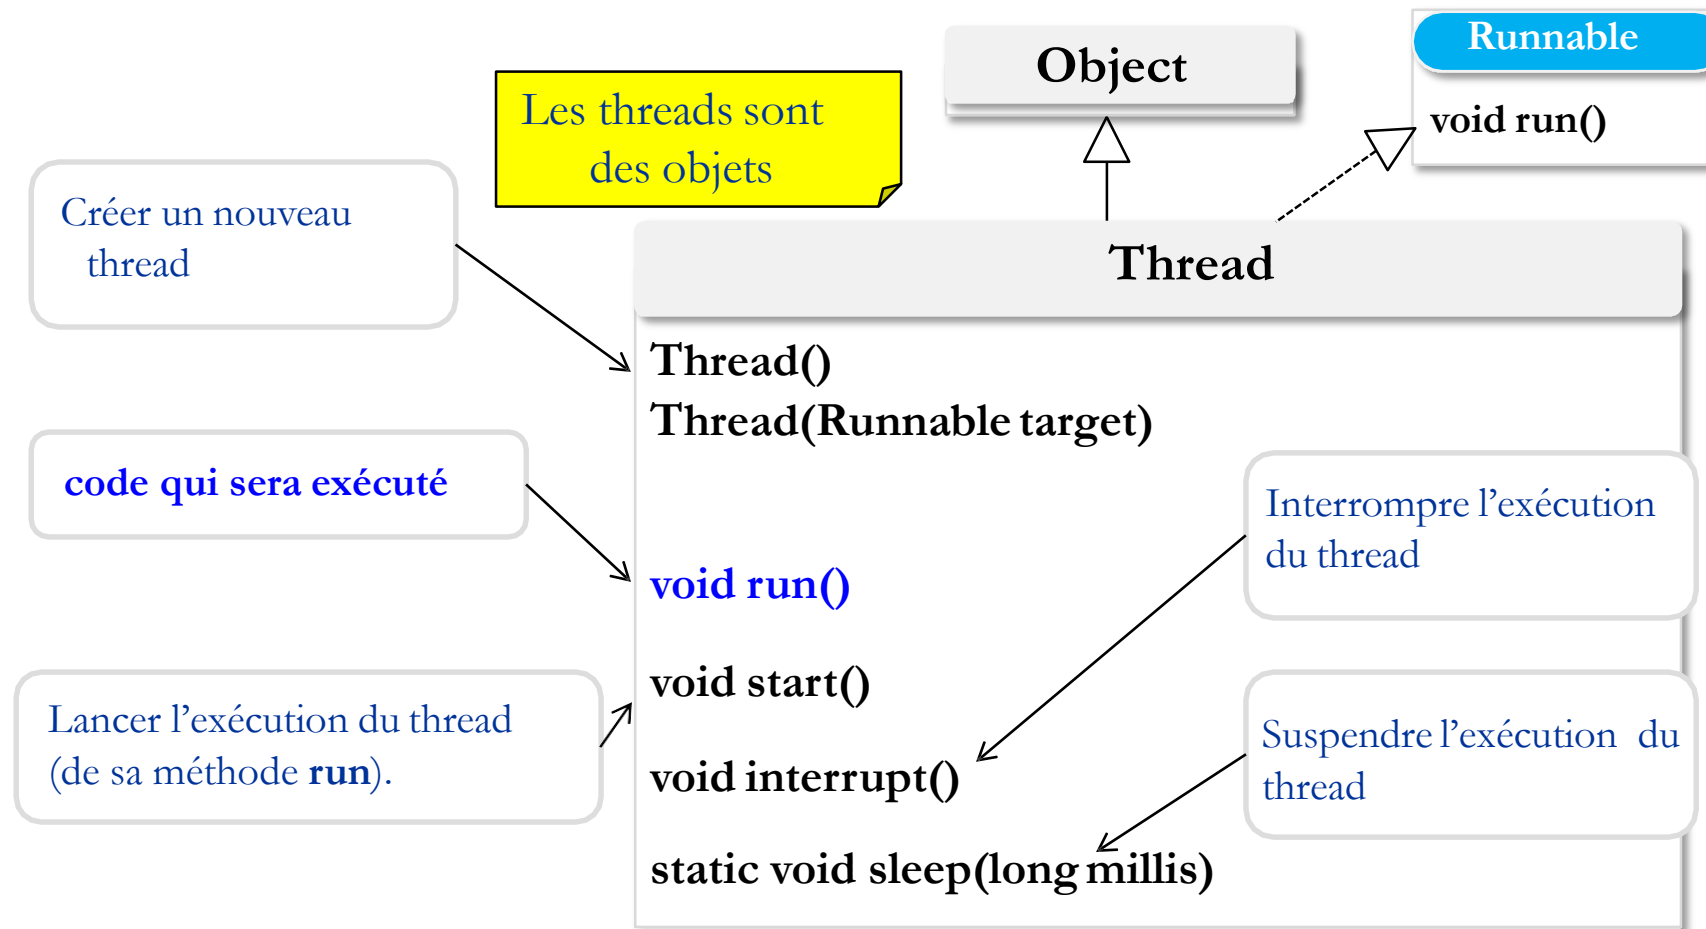 Object
Runnable
void run()
Les threads sont
des objets
Créer un nouveau
thread
Thread
Thread()
Thread(Runnable target)
code qui sera exécuté
void run()
Interrompre l’exécution
du thread
void start()
Lancer l’exécution du thread
(de sa méthode run).
void interrupt()
Suspendre l’exécution du
thread
static void sleep(long millis)